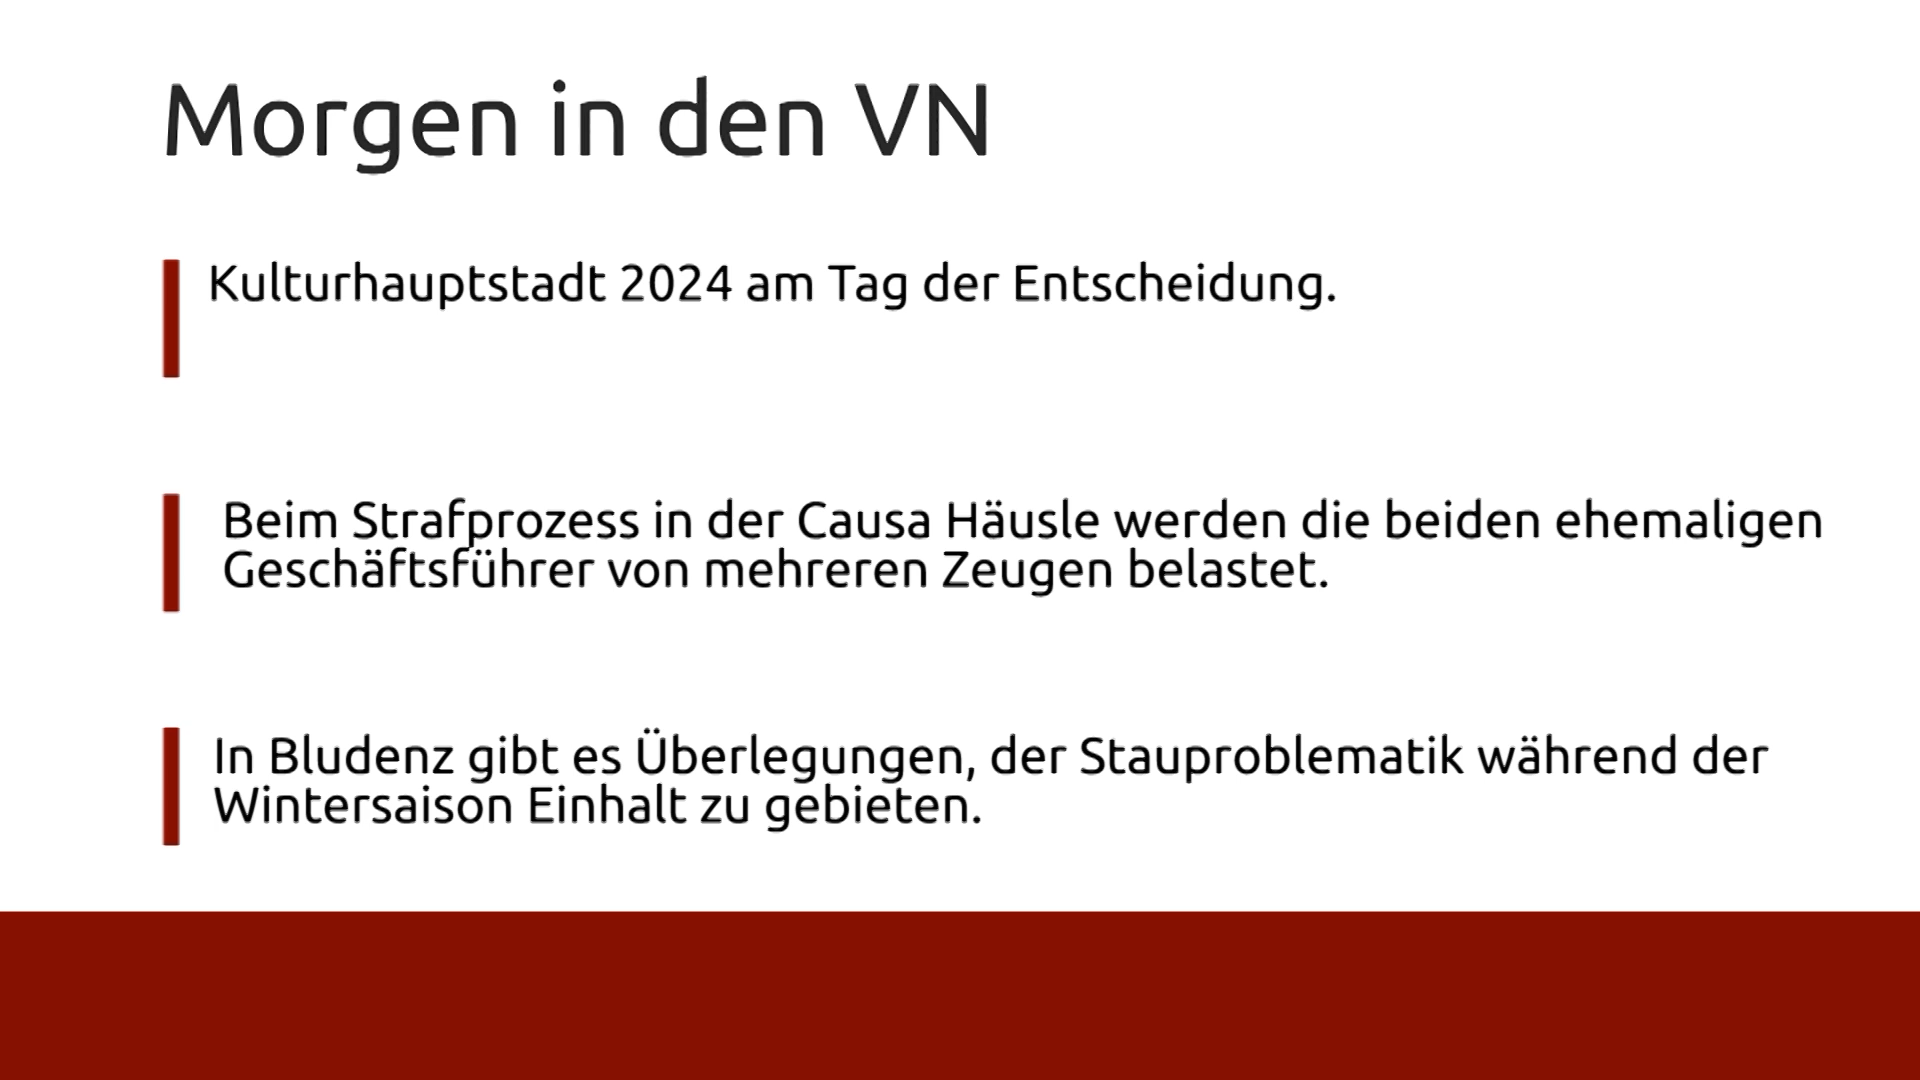 Morgen in den VN
Kulturhauptstadt 2024 am Tag der Entscheidung.
Beim Strafprozess in der Causa Häusle werden die beiden ehemaligen
Geschäftsführer von mehreren Zeugen belastet.
In Bludenz gibt es Überlegungen, der Stauproblematik während der
Wintersaison Einhalt zu gebieten.